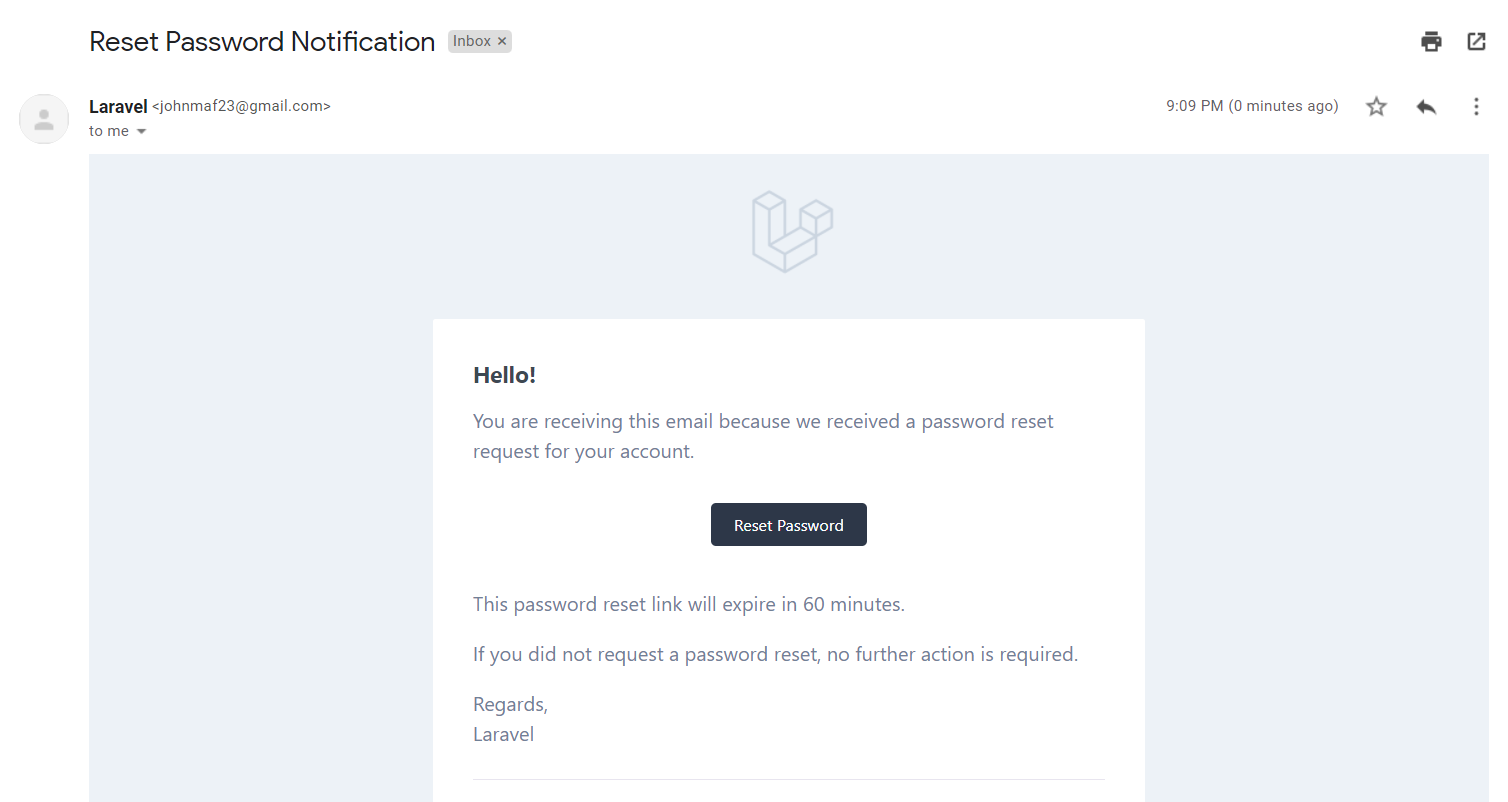 Reset Password Notification Inbox ×
Laravel <johnmaf23@gmail.com> 9:09 PM (0 minutes ago)
to me
Hello!
You are receiving this email because we received a password reset
request for your account.
Reset Password
This password reset link will expire in 60 minutes.
If you did not request a password reset, no further action is required.
Regards,
Laravel